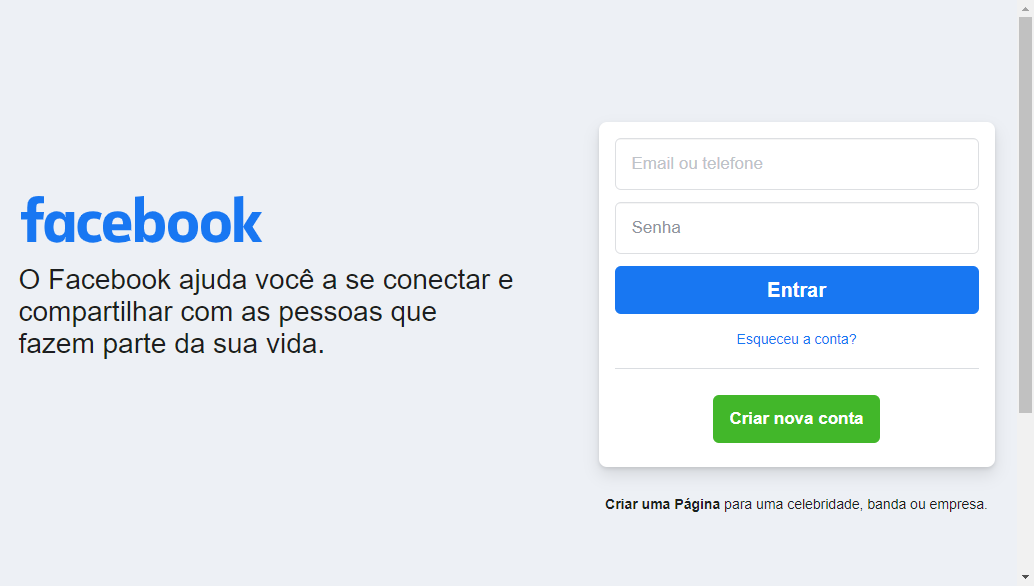 facebook
O Facebook ajuda você a se conectar e
compartilhar com as pessoas que
fazem parte da sua vida.
Email ou telefone
Senha
Entrar
Esqueceu a conta?
Criar nova conta
Criar uma Página para uma celebridade, banda ou empresa.